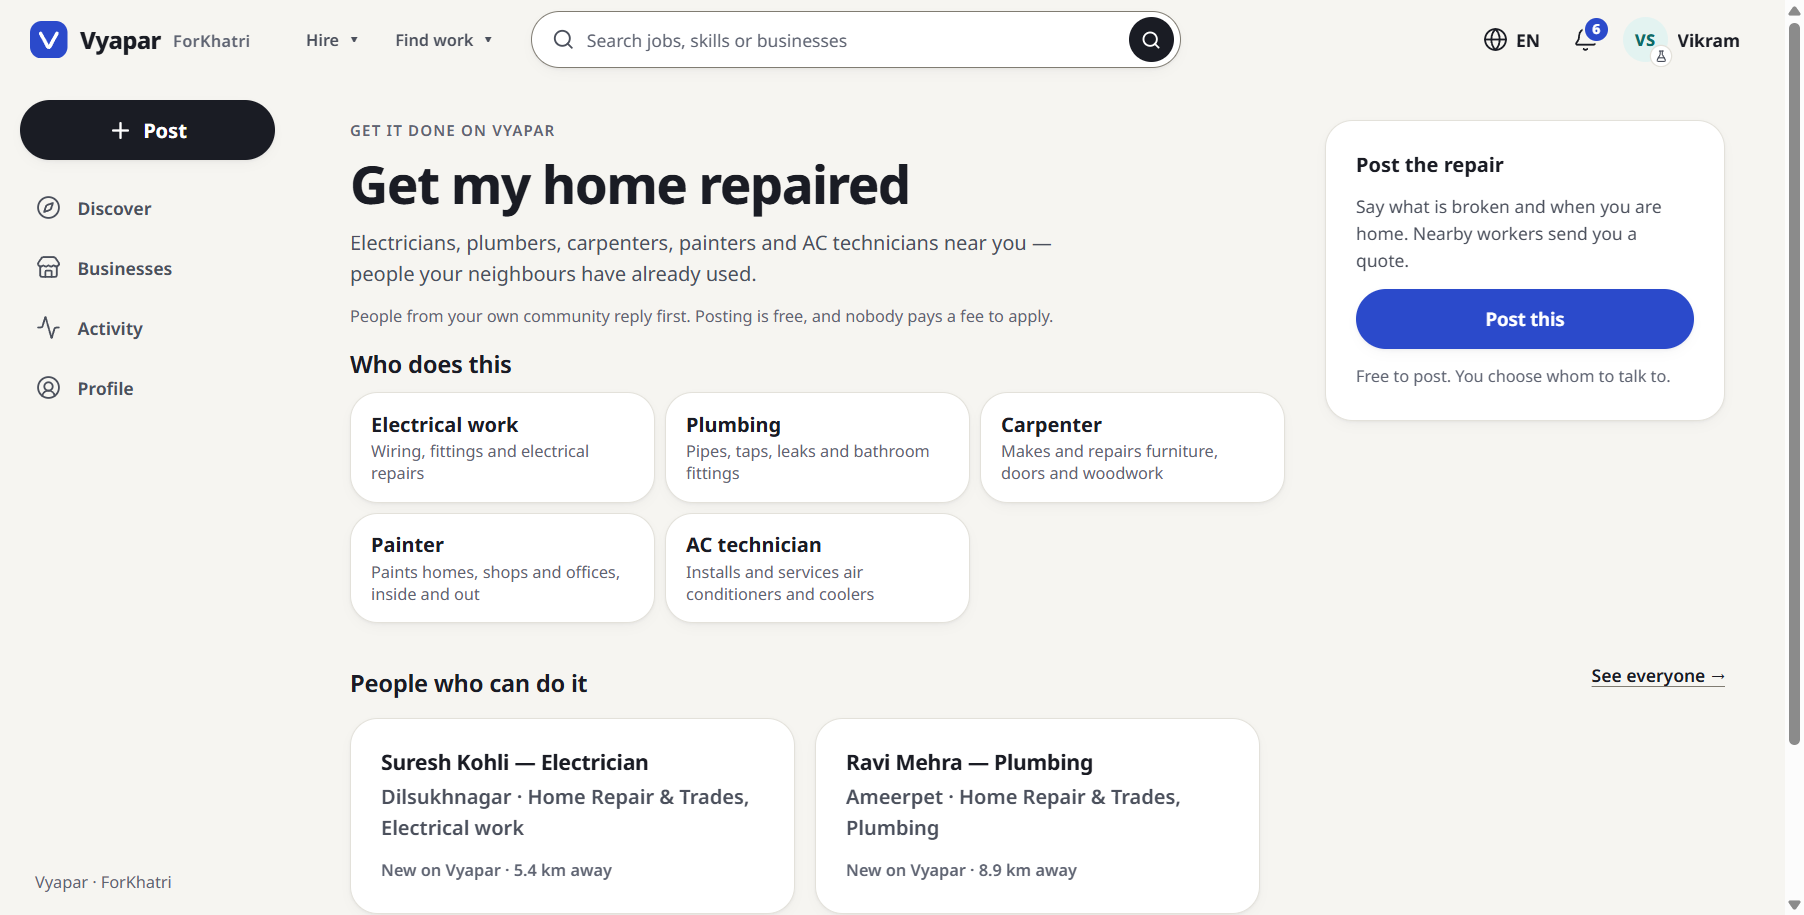 Vyapar ForKhatri
Hire
Find work
Search jobs, skills or businesses
EN
6
VS
Vikram
Post
Discover
Businesses
Activity
Profile
Vyapar · ForKhatri
GET IT DONE ON VYAPAR
Get my home repaired
Electricians, plumbers, carpenters, painters and AC technicians near you —
people your neighbours have already used.
People from your own community reply first. Posting is free, and nobody pays a fee to apply.
Who does this
Electrical work
Wiring, fittings and electrical
repairs
Plumbing
Pipes, taps, leaks and bathroom
fittings
Carpenter
Makes and repairs furniture,
doors and woodwork
Painter
Paints homes, shops and offices,
inside and out
AC technician
Installs and services air
conditioners and coolers
Post the repair
Say what is broken and when you are
home. Nearby workers send you a
quote.
Post this
Free to post. You choose whom to talk to.
People who can do it
See everyone →
Suresh Kohli — Electrician
Dilsukhnagar · Home Repair & Trades,
Electrical work
New on Vyapar · 5.4 km away
Ravi Mehra — Plumbing
Ameerpet · Home Repair & Trades,
Plumbing
New on Vyapar · 8.9 km away